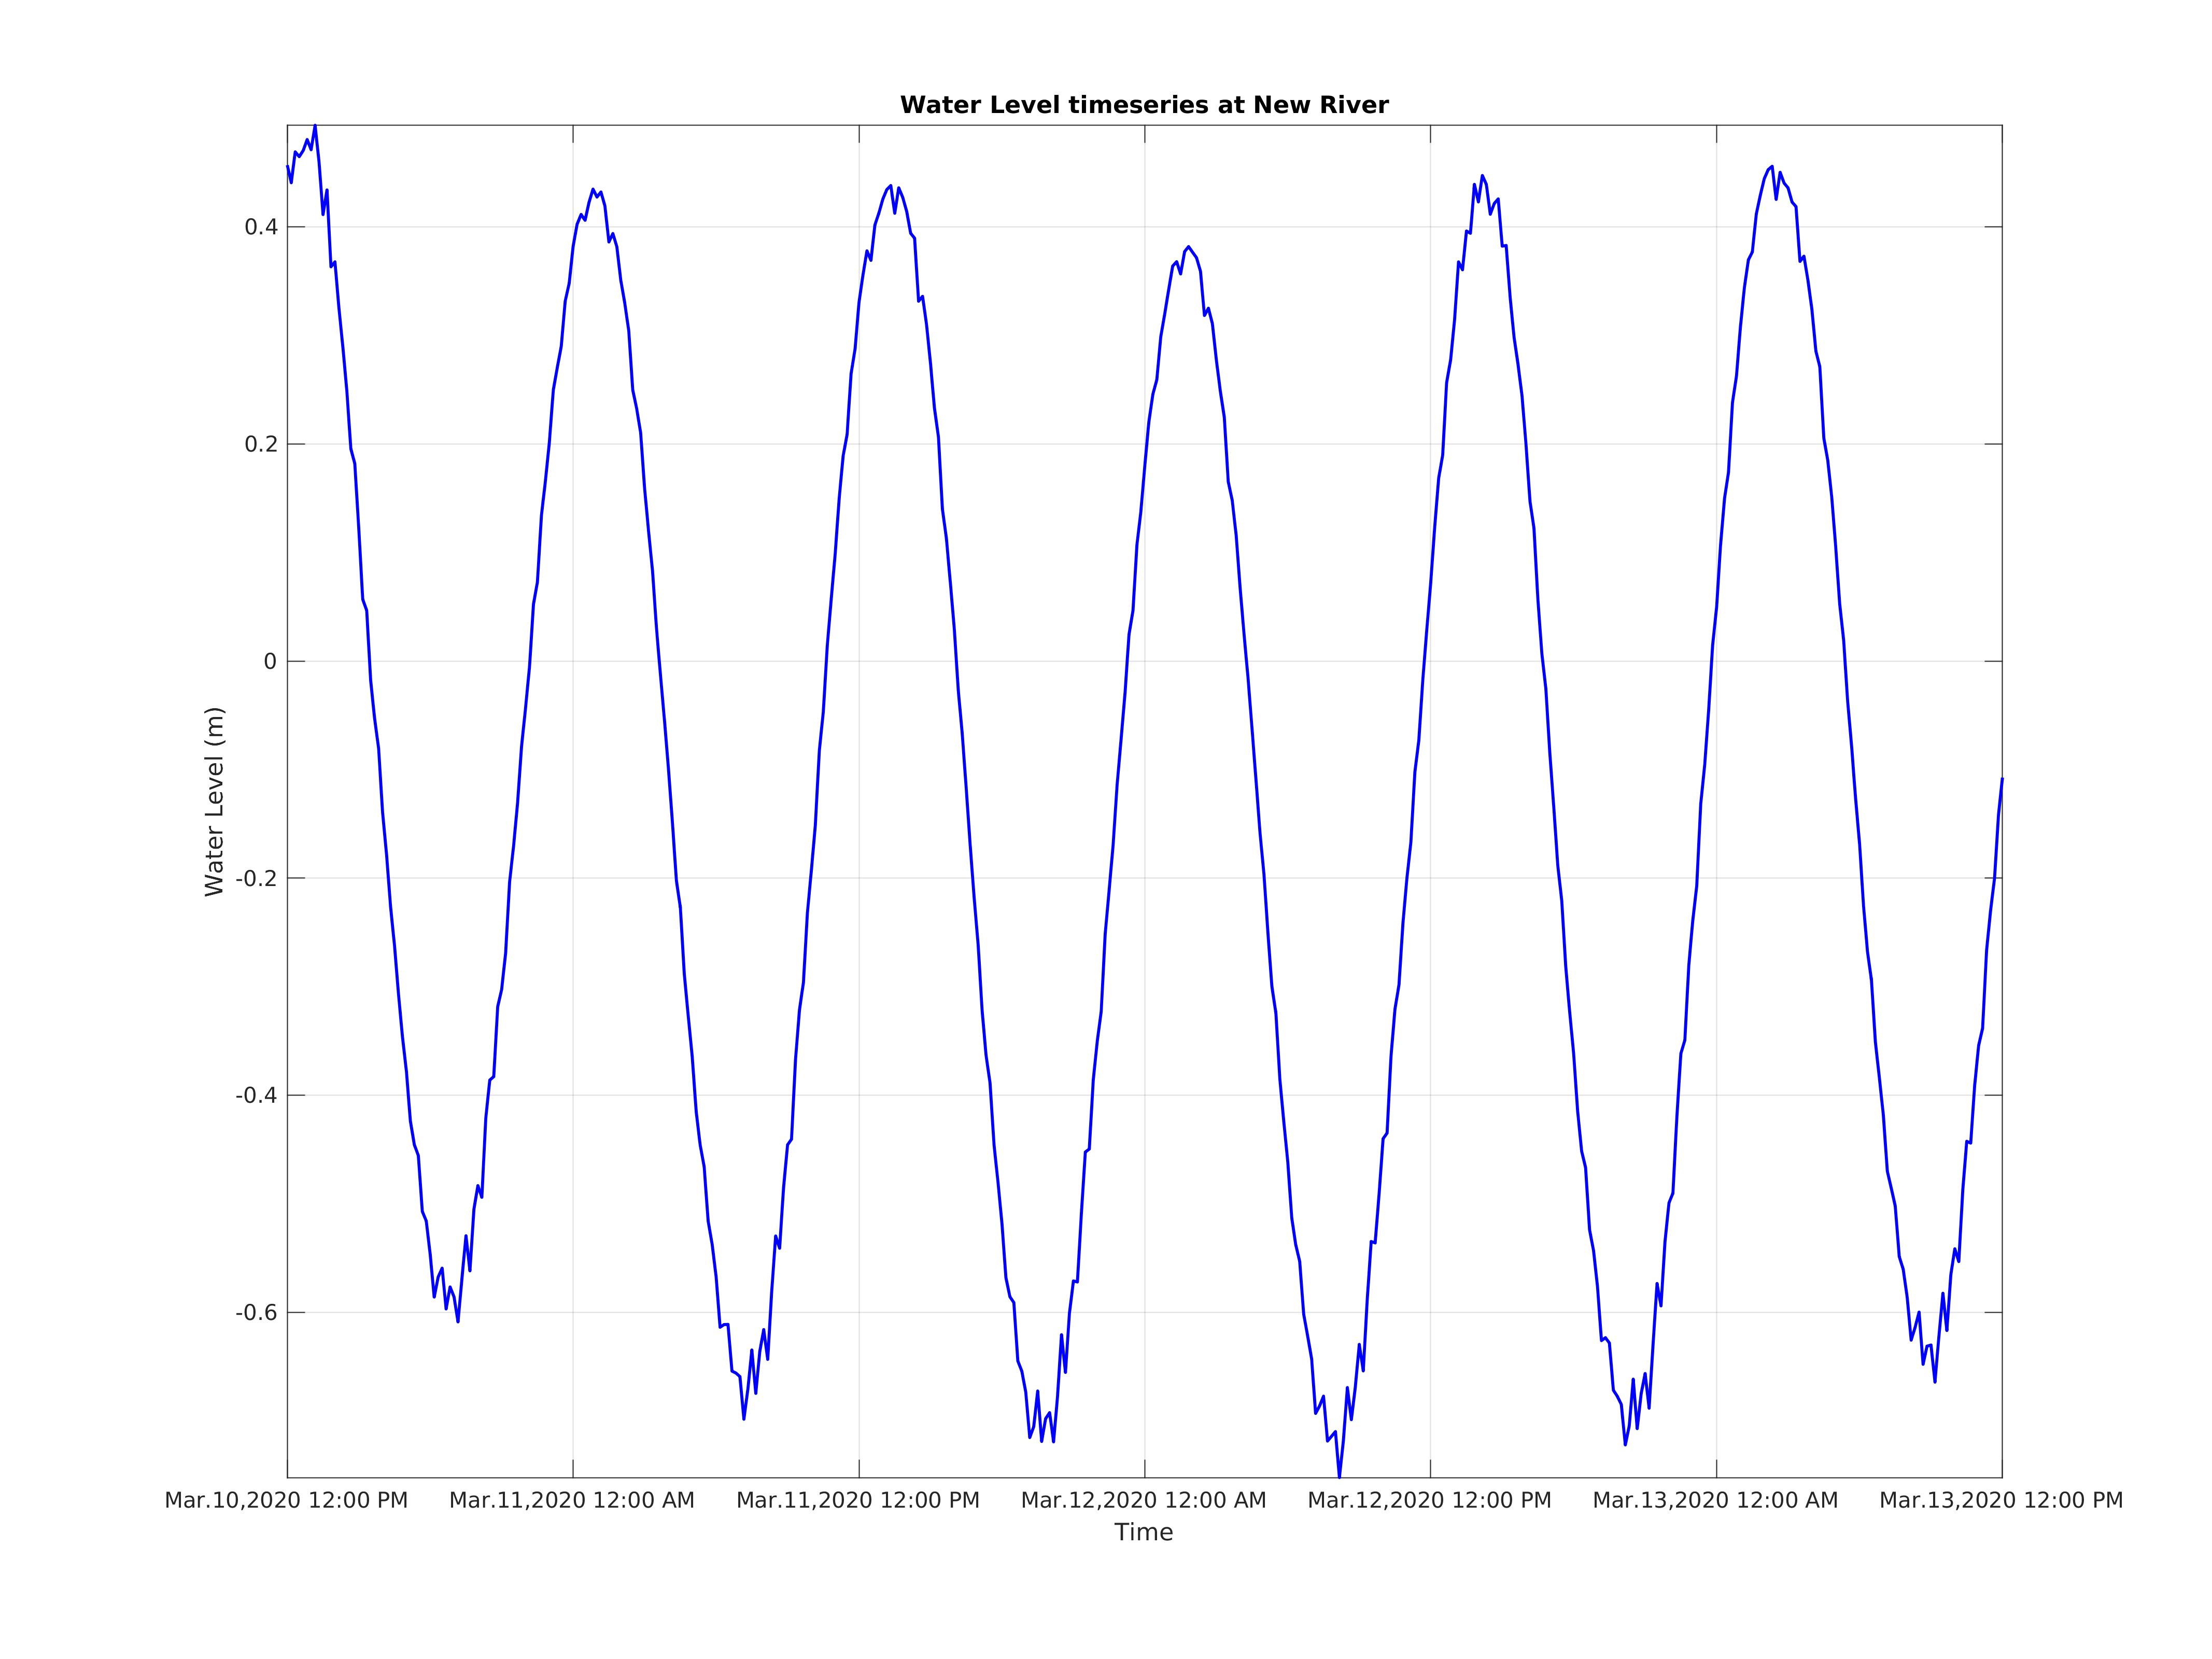 Water Level timeseries at New River
0.4
0.2
0
-0.2
-0.4
-0.6
Water Level (m)
Mar.10,2020 12:00 PM Mar.11,2020 12:00 AM Mar.11,2020 12:00 PM Mar.12,2020 12:00 AM Mar.12,2020 12:00 PM Mar.13,2020 12:00 AM Mar.13,2020 12:00 PM
Time